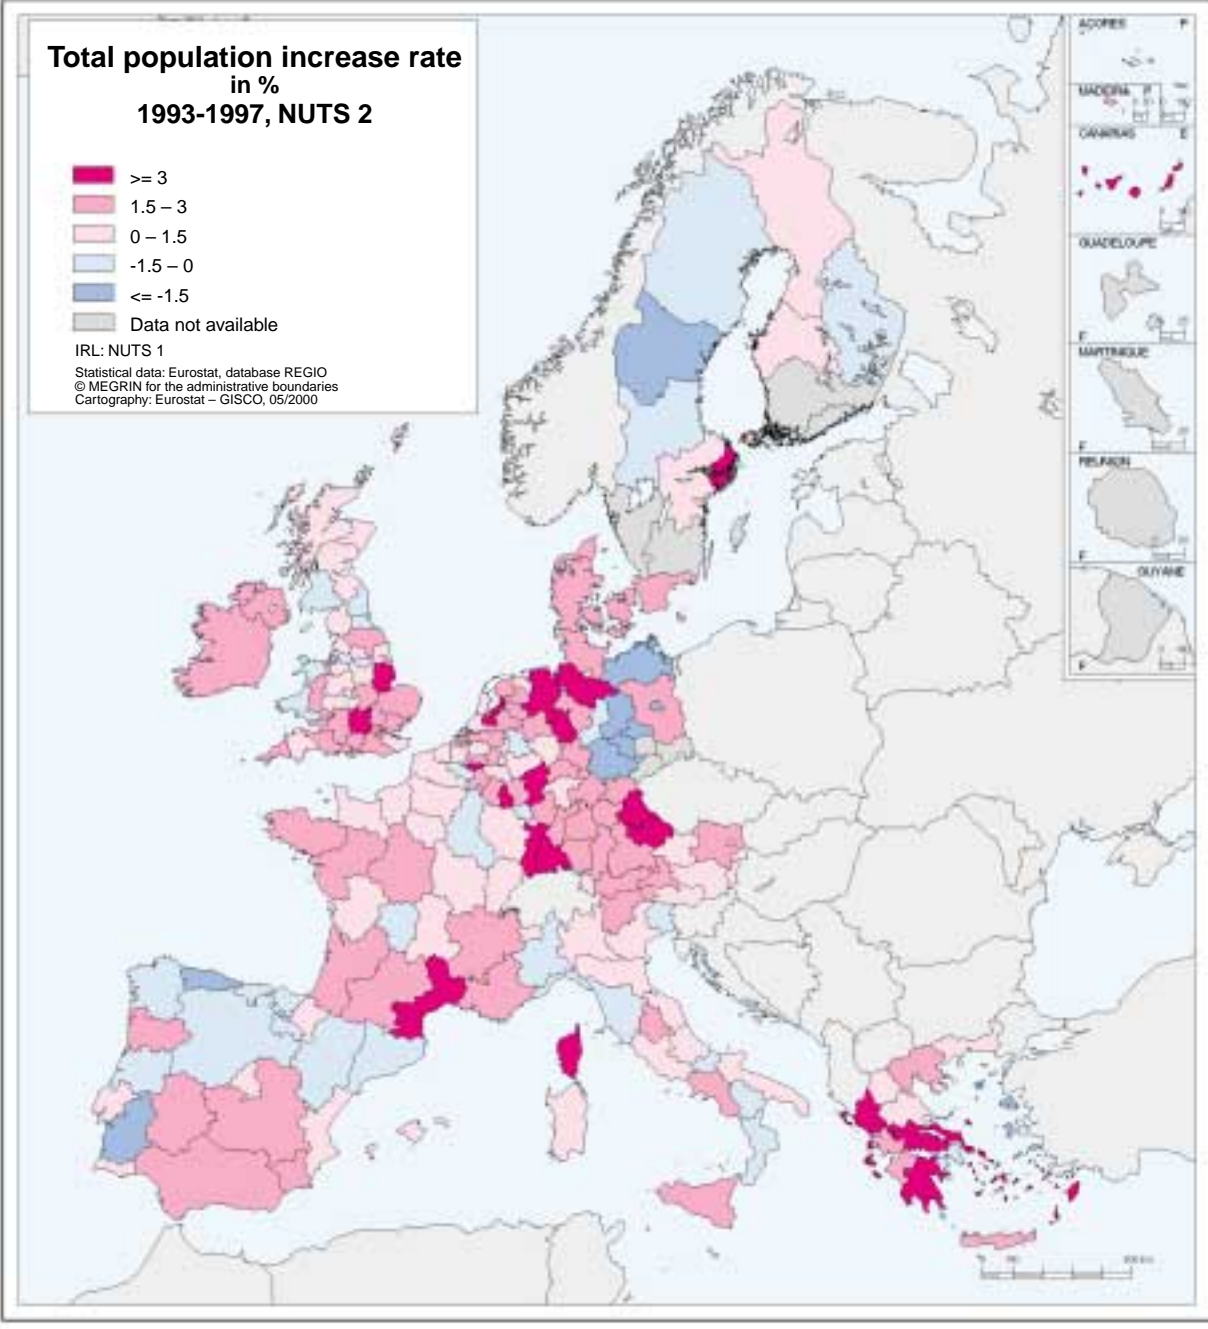 Total population increase rate
in %
1993-1997, NUTS 2
>= 3
1.5 – 3
0 – 1.5
-1.5 – 0
<= -1.5
Data not available
IRL: NUTS 1
Statistical data: Eurostat, database REGIO
© MEGRIN for the administrative boundaries
Cartography: Eurostat – GISCO, 05/2000
ACORES P
MADEIRA P
CANARIAS E
GUADELOUPE
F
MARTINIQUE
F
REUNION
F
GUYANE
F